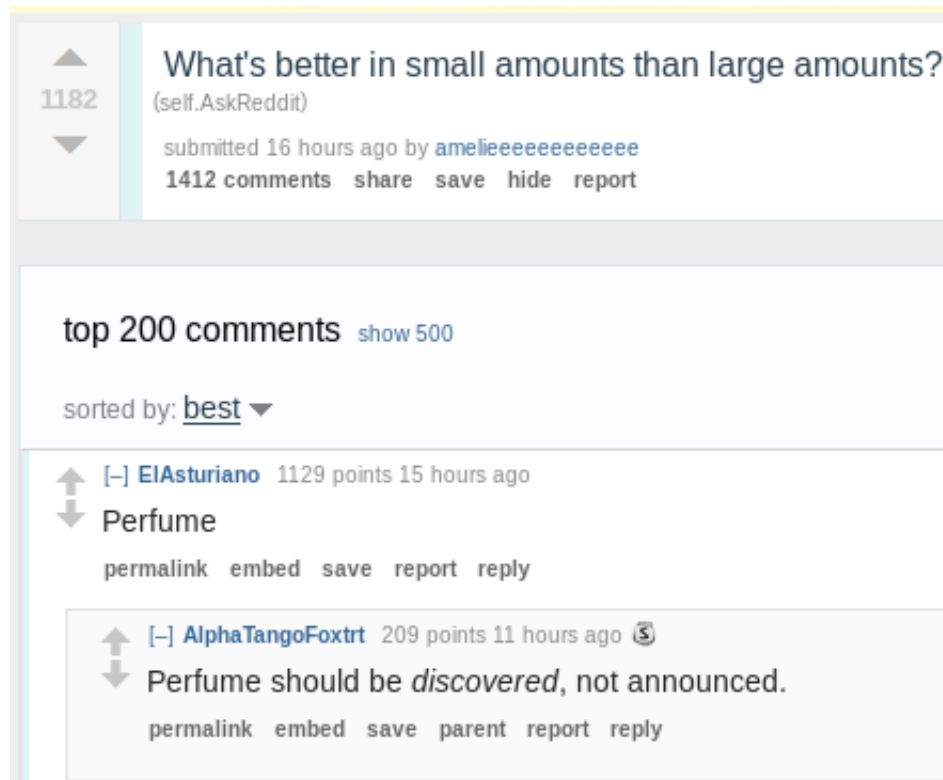 What's better in small amounts than large amounts?
(self.AskReddit)
1182
submitted 16 hours ago by amelieeeeeeeeeeee
1412 comments share save hide report
top 200 comments show 500
sorted by: best
[–] ElAsturiano 1129 points 15 hours ago
Perfume
permalink embed save report reply
[–] AlphaTangoFoxtrt 209 points 11 hours ago S
Perfume should be discovered, not announced.
permalink embed save parent report reply